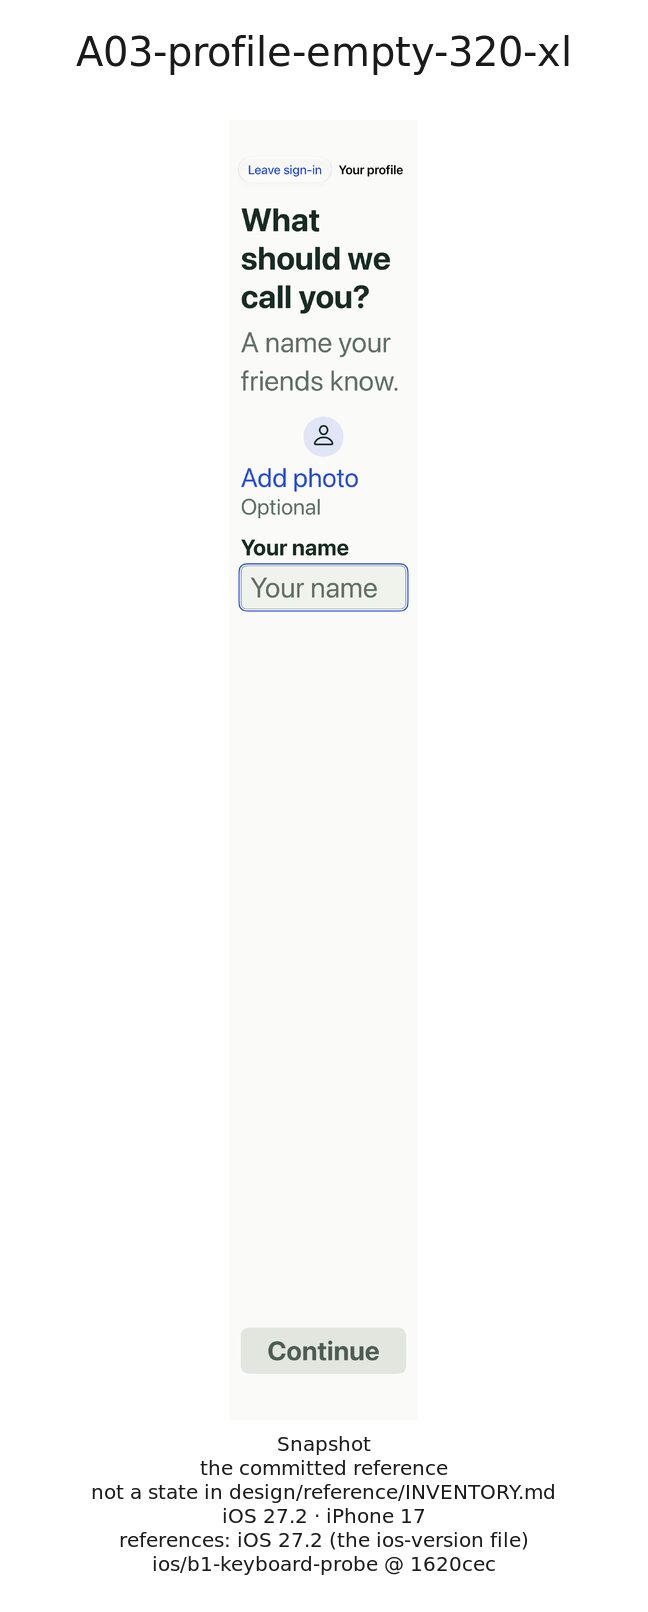 A03-profile-empty-320-xl
Leave sign-in Your profile
What
should we
call you?
A name your
friends know.
Add photo
Optional
Your name
Your name
Continue
Snapshot
the committed reference
not a state in design/reference/INVENTORY.md
iOS 27.2 · iPhone 17
references: iOS 27.2 (the ios-version file)
ios/b1-keyboard-probe @ 1620cec